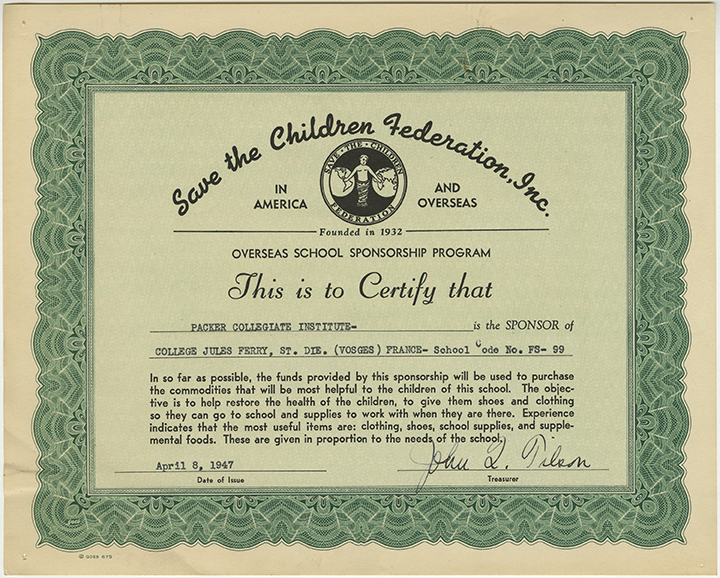 Save the Children Federation, Inc.
SAVE · THE · CHILDREN
FEDERATION
IN AMERICA
AND OVERSEAS
Founded in 1932
OVERSEAS SCHOOL SPONSORSHIP PROGRAM
This is to Certify that
PACKER COLLEGIATE INSTITUTE- is the SPONSOR of
COLLEGE JULES FERRY, ST. DIE. (VOSGES) FRANCE- School Code No. FS- 99
In so far as possible, the funds provided by this sponsorship will be used to purchase
the commodities that will be most helpful to the children of this school. The objec-
tive is to help restore the health of the children, to give them shoes and clothing
so they can go to school and supplies to work with when they are there. Experience
indicates that the most useful items are: clothing, shoes, school supplies, and supple-
mental foods. These are given in proportion to the needs of the school.
April 8, 1947 John Q. Tilson
Date of Issue Treasurer
© GOES 675